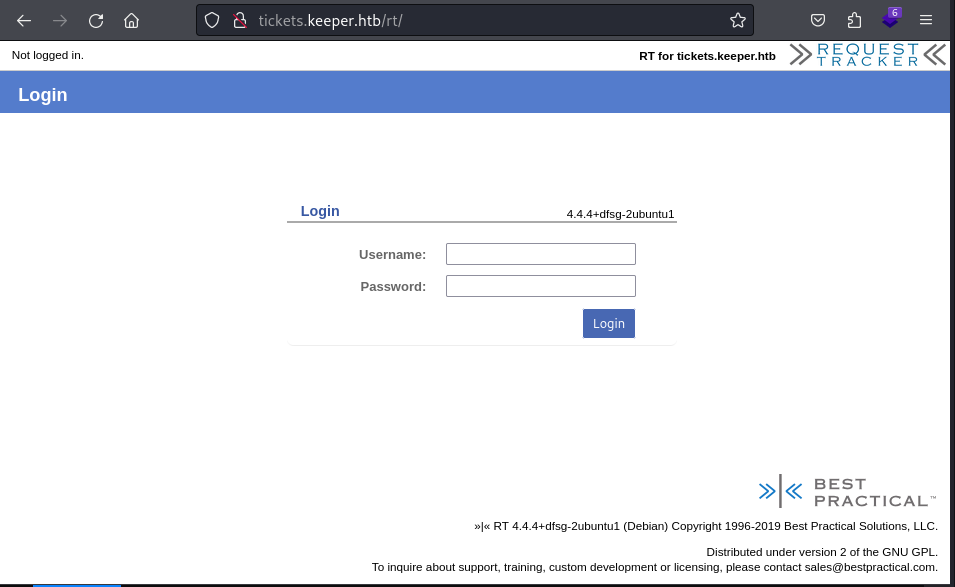 tickets.keeper.htb/rt/
6
Not logged in.
RT for tickets.keeper.htb
REQUEST
TRACKER
Login
Login
4.4.4+dfsg-2ubuntu1
Username:
Password:
Login
BEST
PRACTICAL™
»|« RT 4.4.4+dfsg-2ubuntu1 (Debian) Copyright 1996-2019 Best Practical Solutions, LLC.
Distributed under version 2 of the GNU GPL.
To inquire about support, training, custom development or licensing, please contact sales@bestpractical.com.